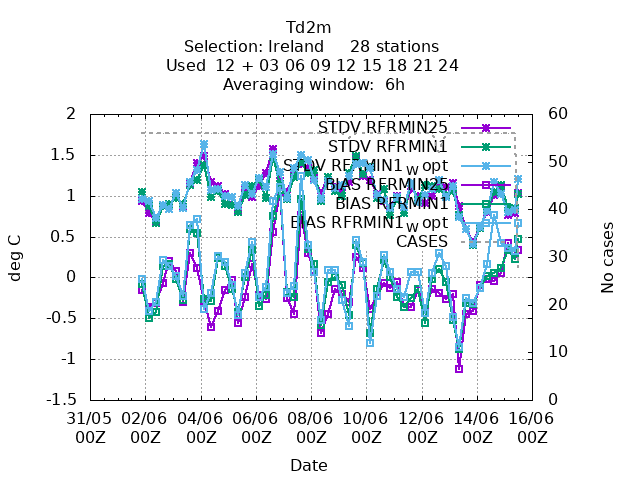 Td2m
Selection: Ireland 28 stations
Used 12 + 03 06 09 12 15 18 21 24
Averaging window: 6h
2
1.5
1
0.5
0
-0.5
-1
-1.5
60
50
40
30
20
10
0
deg C
No cases
STDV RFRMIN25
STDV RFRMIN1
STDV RFRMIN1wopt
BIAS RFRMIN25
BIAS RFRMIN1
BIAS RFRMIN1wopt
CASES
31/05 02/06 04/06 06/06 08/06 10/06 12/06 14/06 16/06
00Z 00Z 00Z 00Z 00Z 00Z 00Z 00Z 00Z
Date